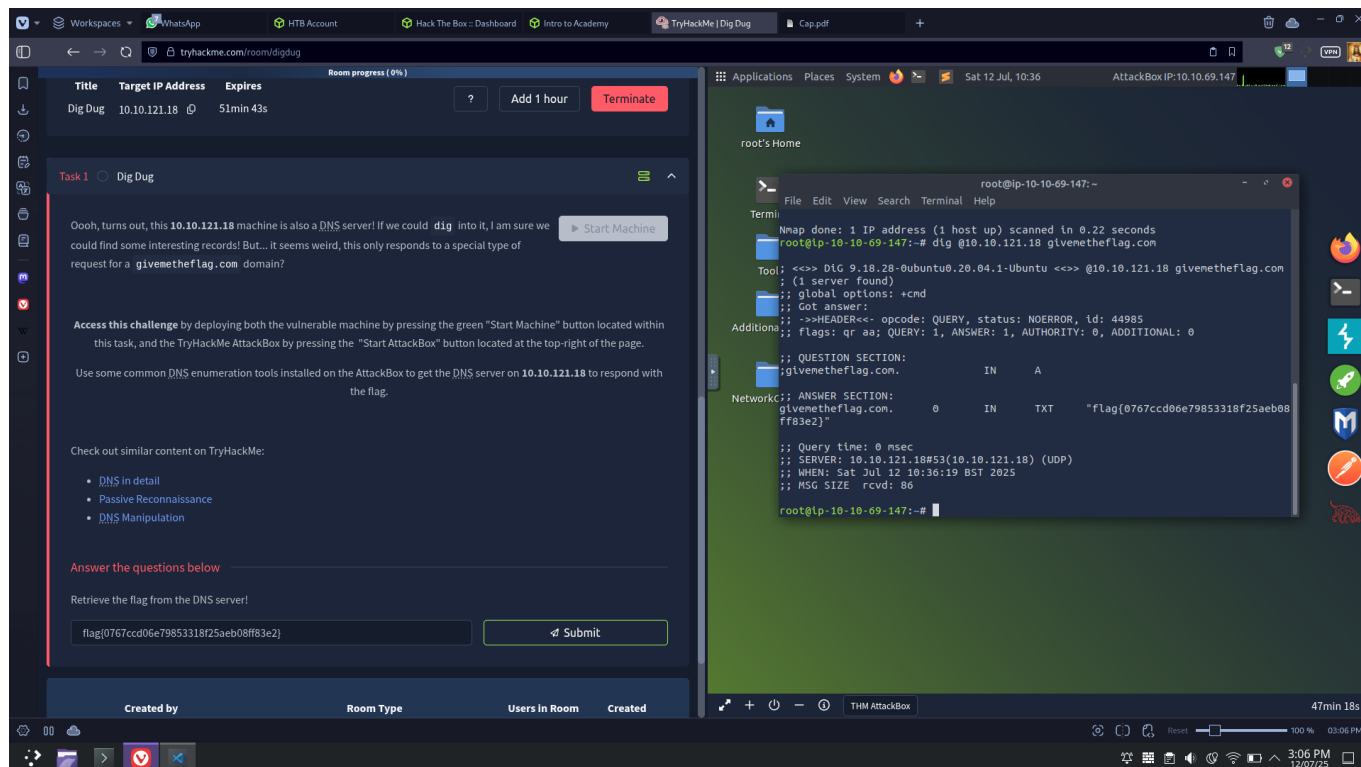 Workspaces
WhatsApp
HTB Account
Hack The Box :: Dashboard
Intro to Academy
TryHackMe | Dig Dug
Cap.pdf
tryhackme.com/room/digdug
12
VPN
Room progress ( 0% )
Title Target IP Address Expires
Dig Dug 10.10.121.18 51min 43s
? Add 1 hour Terminate
Task 1 Dig Dug
Oooh, turns out, this 10.10.121.18 machine is also a DNS server! If we could dig into it, I am sure we
could find some interesting records! But... it seems weird, this only responds to a special type of
request for a givemetheflag.com domain?
Start Machine
Access this challenge by deploying both the vulnerable machine by pressing the green "Start Machine" button located within
this task, and the TryHackMe AttackBox by pressing the "Start AttackBox" button located at the top-right of the page.
Use some common DNS enumeration tools installed on the AttackBox to get the DNS server on 10.10.121.18 to respond with
the flag.
Check out similar content on TryHackMe:
DNS in detail
Passive Reconnaissance
DNS Manipulation
Answer the questions below
Retrieve the flag from the DNS server!
flag{0767ccd06e79853318f25aeb08ff83e2}
Submit
Created by Room Type Users in Room Created
Applications Places System Sat 12 Jul, 10:36 AttackBox IP:10.10.69.147
root's Home
Termi
Tool
Additiona
NetworkC
root@ip-10-10-69-147: ~
File Edit View Search Terminal Help
Nmap done: 1 IP address (1 host up) scanned in 0.22 seconds
root@ip-10-10-69-147:~# dig @10.10.121.18 givemetheflag.com
; <<>> DiG 9.18.28-0ubuntu0.20.04.1-Ubuntu <<>> @10.10.121.18 givemetheflag.com
; (1 server found)
;; global options: +cmd
;; Got answer:
;; ->>HEADER<<- opcode: QUERY, status: NOERROR, id: 44985
;; flags: qr aa; QUERY: 1, ANSWER: 1, AUTHORITY: 0, ADDITIONAL: 0
;; QUESTION SECTION:
;givemetheflag.com. IN A
;; ANSWER SECTION:
givemetheflag.com. 0 IN TXT "flag{0767ccd06e79853318f25aeb08
ff83e2}"
;; Query time: 0 msec
;; SERVER: 10.10.121.18#53(10.10.121.18) (UDP)
;; WHEN: Sat Jul 12 10:36:19 BST 2025
;; MSG SIZE rcvd: 86
root@ip-10-10-69-147:~#
THM AttackBox
47min 18s
Reset 100 % 03:06 PM
3:06 PM
12/07/25